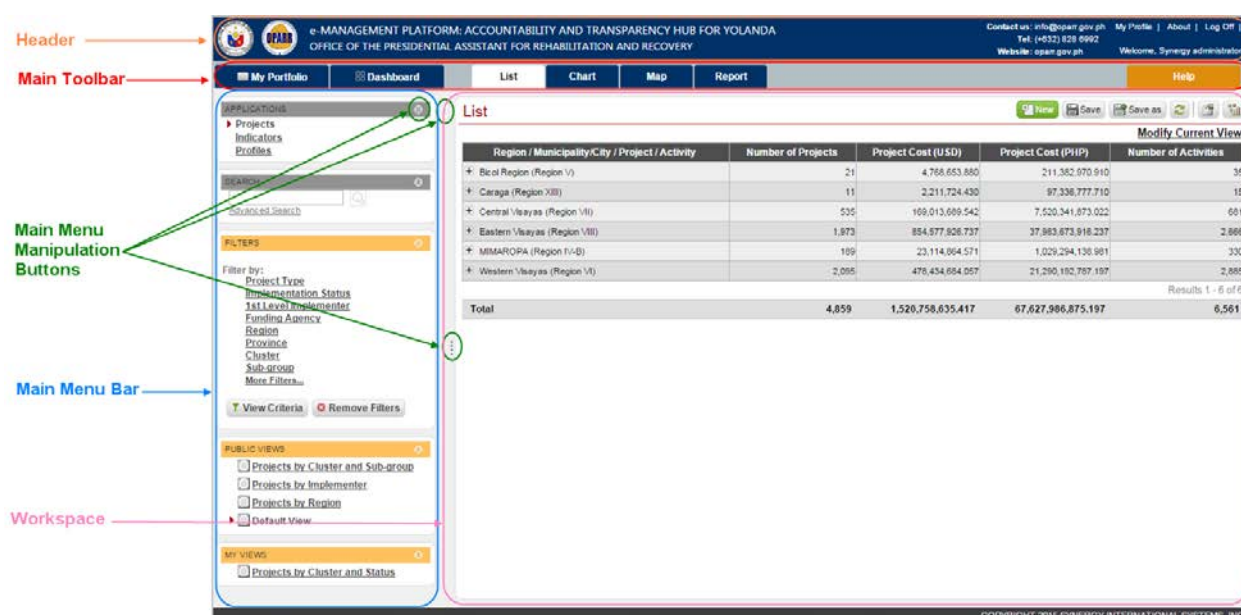 Header
e-MANAGEMENT PLATFORM: ACCOUNTABILITY AND TRANSPARENCY HUB FOR YOLANDA
OFFICE OF THE PRESIDENTIAL ASSISTANT FOR REHABILITATION AND RECOVERY
Contact us: info@oparr.gov.ph
Tel: (+632) 828 6992
Website: oparr.gov.ph
My Profile | About | Log Off |
Welcome, Synergy administrator
OPARR
Main Toolbar
My Portfolio
Dashboard
List
Chart
Map
Report
Help
APPLICATIONS
Projects
Indicators
Profiles
SEARCH
Advanced Search
Main Menu
Manipulation
Buttons
FILTERS
Filter by:
Project Type
Implementation Status
1st Level Implementer
Funding Agency
Region
Province
Cluster
Sub-group
More Filters...
Main Menu Bar
View Criteria
Remove Filters
PUBLIC VIEWS
Projects by Cluster and Sub-group
Projects by Implementer
Projects by Region
Default View
Workspace
MY VIEWS
Projects by Cluster and Status
List
New
Save
Save as
Modify Current View
Region / Municipality/City / Project / Activity Number of Projects Project Cost (USD) Project Cost (PHP) Number of Activities
+ Bicol Region (Region V) 21 4,768,653.880 211,382,970.910
+ Caraga (Region XIII) 11 2,211,724.430 97,336,777.710
+ Central Visayas (Region VII) 535 169,013,689.542 7,520,341,873.022 681
+ Eastern Visayas (Region VIII) 1,973 854,577,926.737 37,983,673,918.237
+ MIMAROPA (Region IV-B) 189 23,114,864.571 1,029,294,138.981 330
+ Western Visayas (Region VI) 2,095 478,434,684.057 21,290,192,787.197
Results 1 - 6 of 6
Total 4,859 1,520,758,635.417 67,627,986,875.197 6,561